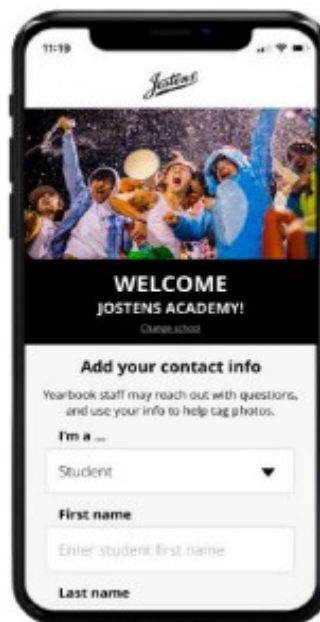 11:19
Jostens
WELCOME
JOSTENS ACADEMY!
Change school
Add your contact info
Yearbook staff may reach out with questions,
and use your info to help tag photos.
I'm a ...
Student
First name
Enter student first name
Last name